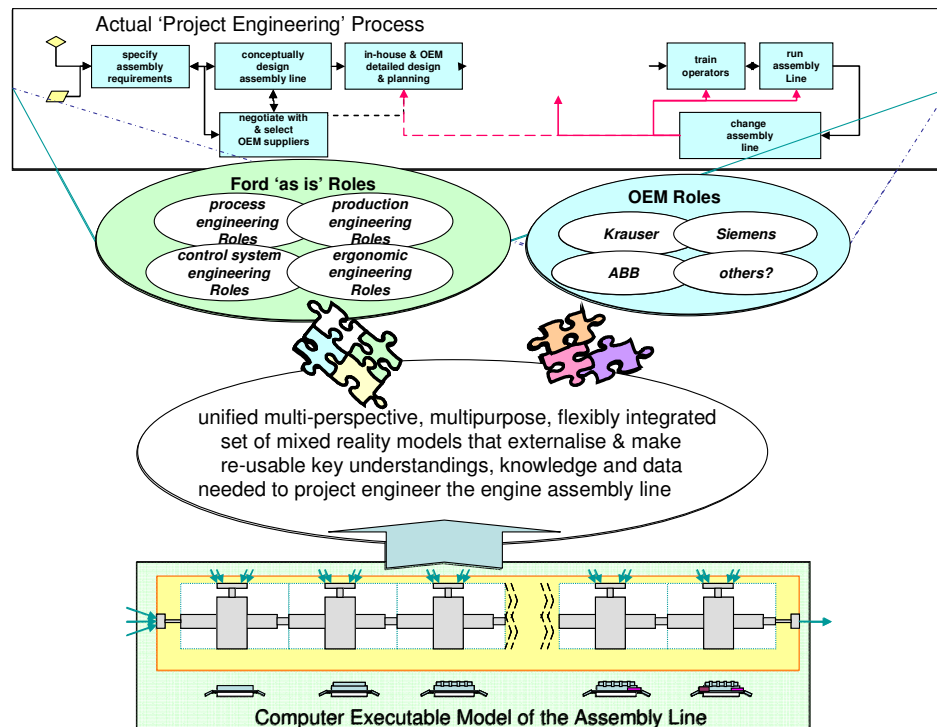 Actual ‘Project Engineering’ Process
specify
assembly
requirements
conceptually
design
assembly line
in-house & OEM
detailed design
& planning
train
operators
run
assembly
Line
negotiate with
& select
OEM suppliers
change
assembly
line
Ford ‘as is’ Roles
process
engineering
Roles
production
engineering
Roles
control system
engineering
Roles
ergonomic
engineering
Roles
OEM Roles
Krauser
Siemens
ABB
others?
unified multi-perspective, multipurpose, flexibly integrated
set of mixed reality models that externalise & make
re-usable key understandings, knowledge and data
needed to project engineer the engine assembly line
Computer Executable Model of the Assembly Line